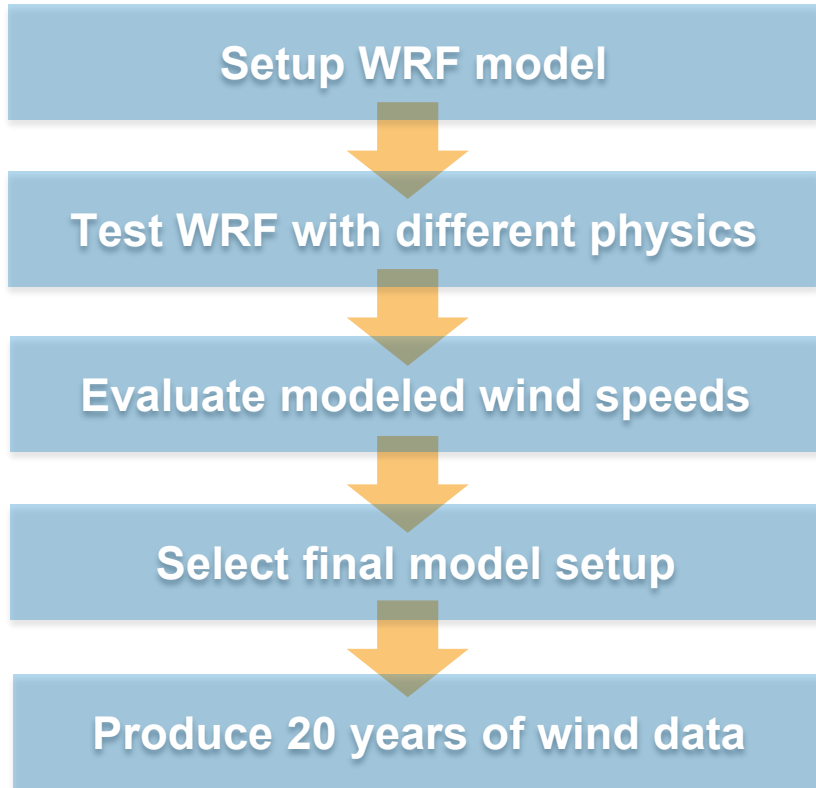 Setup WRF model
Test WRF with different physics
Evaluate modeled wind speeds
Select final model setup
Produce 20 years of wind data